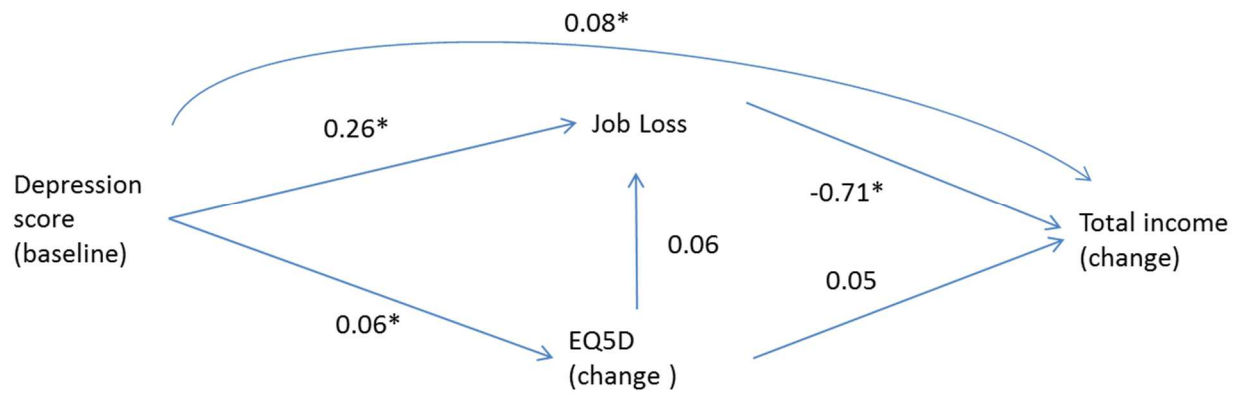 0.08*
0.26*
Job Loss
Depression
score
(baseline)
-0.71*
Total income
(change)
0.06
0.05
0.06*
EQ5D
(change )